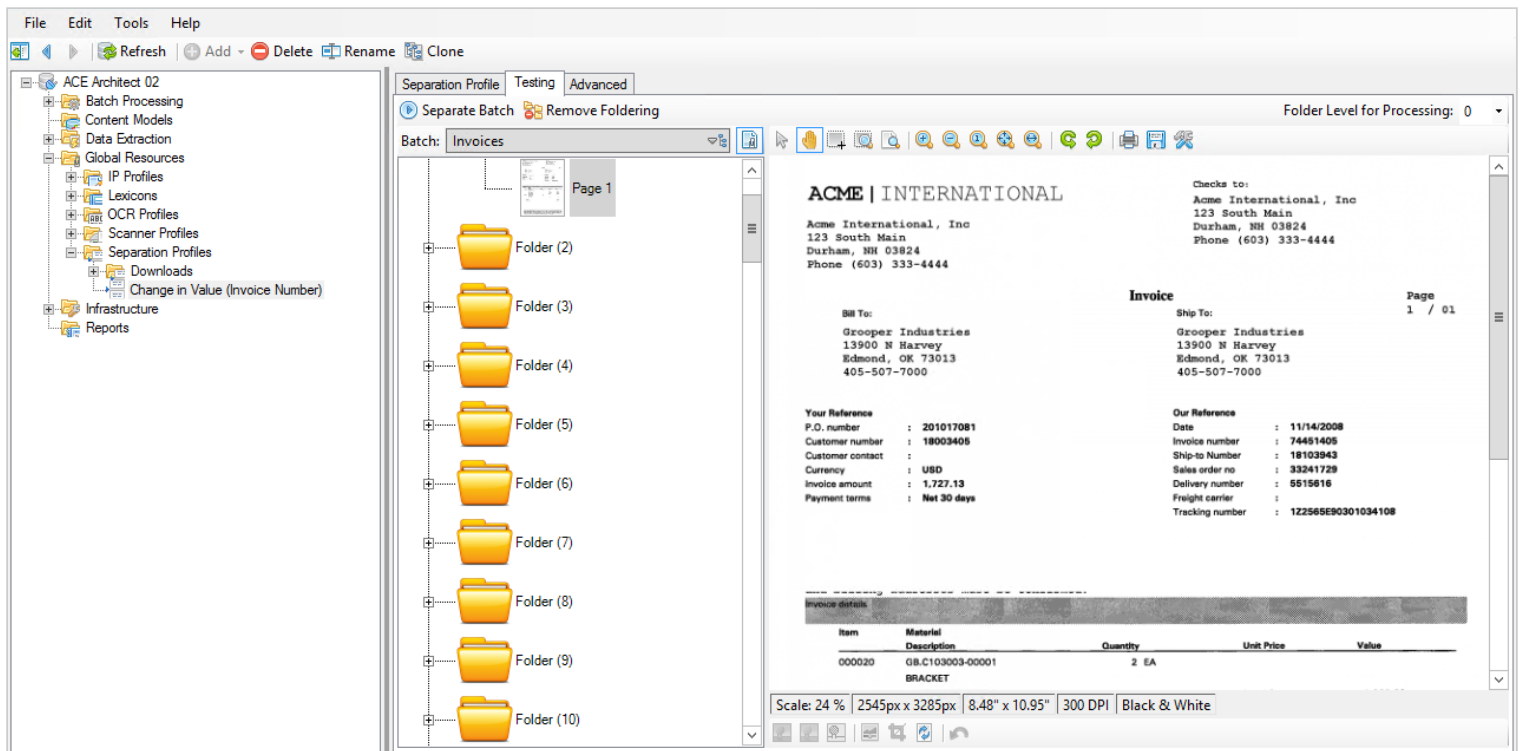 File Edit Tools Help
Refresh Add Delete Rename Clone
ACE Architect 02
Batch Processing
Content Models
Data Extraction
Global Resources
IP Profiles
Lexicons
OCR Profiles
Scanner Profiles
Separation Profiles
Downloads
Change in Value (Invoice Number)
Infrastructure
Reports
Separation Profile Testing Advanced
Separate Batch Remove Foldering Folder Level for Processing: 0
Batch: Invoices
Page 1
Folder (2)
Folder (3)
Folder (4)
Folder (5)
Folder (6)
Folder (7)
Folder (8)
Folder (9)
Folder (10)
ACME | INTERNATIONAL
Acme International, Inc
123 South Main
Durham, NH 03824
Phone (603) 333-4444
Checks to:
Acme International, Inc
123 South Main
Durham, NH 03824
Phone (603) 333-4444
Invoice
Page
1 / 01
Bill To:
Grooper Industries
13900 N Harvey
Edmond, OK 73013
405-507-7000
Ship To:
Grooper Industries
13900 N Harvey
Edmond, OK 73013
405-507-7000
Your Reference
P.O. number : 201017081
Customer number : 18003405
Customer contact :
Currency : USD
Invoice amount : 1,727.13
Payment terms : Net 30 days
Our Reference
Date : 11/14/2008
Invoice number : 74451405
Ship-to Number : 18103943
Sales order no : 33241729
Delivery number : 5515616
Freight carrier :
Tracking number : 1Z2565E90301034108
Invoice details
Item Material
Description Quantity Unit Price Value
000020 GB.C103003-00001 2 EA
BRACKET
Scale: 24 % 2545px x 3285px 8.48" x 10.95" 300 DPI Black & White